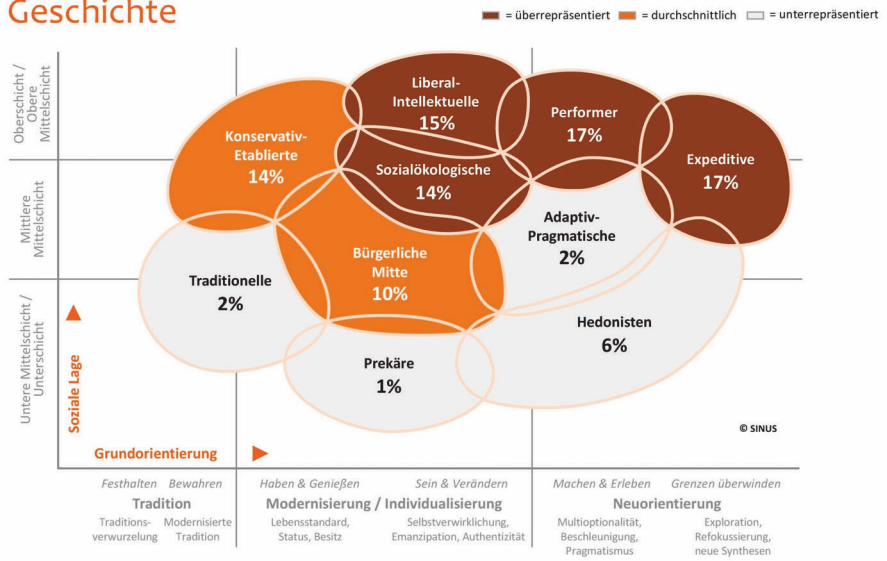 Geschichte
= überrepräsentiert
= durchschnittlich
= unterrepräsentiert
Oberschicht /
Obere
Mittelschicht
Mittlere
Mittelschicht
Untere Mittelschicht /
Unterschicht
Soziale Lage
Liberal-
Intellektuelle
15%
Performer
17%
Konservativ-
Etablierte
14%
Expeditive
17%
Sozialökologische
14%
Adaptiv-
Pragmatische
2%
Bürgerliche
Mitte
10%
Traditionelle
2%
Hedonisten
6%
Prekäre
1%
© SINUS
Grundorientierung
Festhalten
Bewahren
Haben & Genießen
Sein & Verändern
Machen & Erleben
Grenzen überwinden
Tradition
Modernisierung / Individualisierung
Neuorientierung
Traditions-
verwurzelung
Modernisierte
Tradition
Lebensstandard,
Status, Besitz
Selbstverwirklichung,
Emanzipation, Authentizität
Multioptionalität,
Beschleunigung,
Pragmatismus
Exploration,
Refokussierung,
neue Synthesen